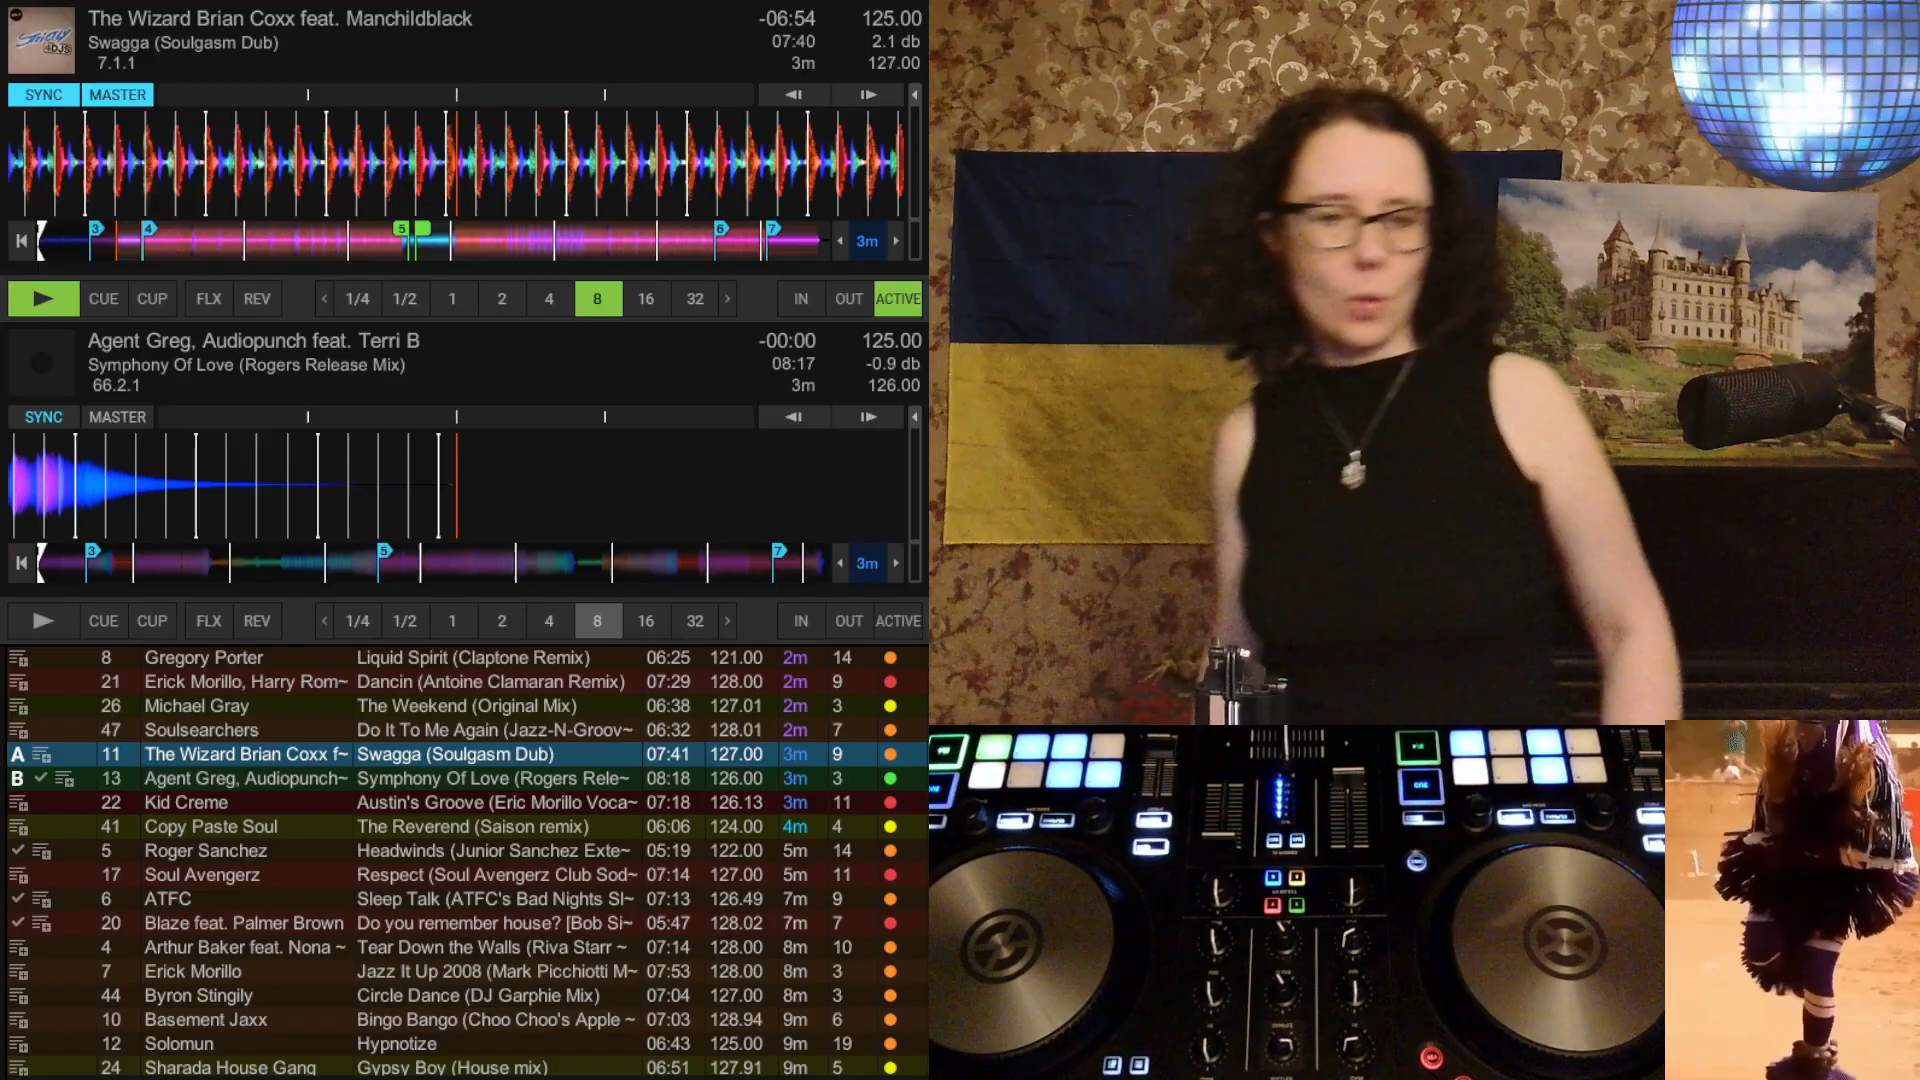 The Wizard Brian Coxx feat. Manchildblack -06:54 125.00
Swagga (Soulgasm Dub) 07:40 2.1 db
7.1.1 3m 127.00
SYNC MASTER
3 4 5 6 7 3m
CUE CUP FLX REV 1/4 1/2 1 2 4 8 16 32 IN OUT ACTIVE
Agent Greg, Audiopunch feat. Terri B -00:00 125.00
Symphony Of Love (Rogers Release Mix) 08:17 -0.9 db
66.2.1 3m 126.00
SYNC MASTER
3 5 7 3m
CUE CUP FLX REV 1/4 1/2 1 2 4 8 16 32 IN OUT ACTIVE
8 Gregory Porter Liquid Spirit (Claptone Remix) 06:25 121.00 2m 14
21 Erick Morillo, Harry Rom~ Dancin (Antoine Clamaran Remix) 07:29 128.00 2m 9
26 Michael Gray The Weekend (Original Mix) 06:38 127.01 2m 3
47 Soulsearchers Do It To Me Again (Jazz-N-Groov~ 06:32 128.01 2m 7
A 11 The Wizard Brian Coxx f~ Swagga (Soulgasm Dub) 07:41 127.00 3m 9
B 13 Agent Greg, Audiopunch~ Symphony Of Love (Rogers Rele~ 08:18 126.00 3m 3
22 Kid Creme Austin's Groove (Eric Morillo Voca~ 07:18 126.13 3m 11
41 Copy Paste Soul The Reverend (Saison remix) 06:06 124.00 4m 4
5 Roger Sanchez Headwinds (Junior Sanchez Exte~ 05:19 122.00 5m 14
17 Soul Avengerz Respect (Soul Avengerz Club Sod~ 07:14 127.00 5m 11
6 ATFC Sleep Talk (ATFC's Bad Nights Sl~ 07:13 126.49 7m 9
20 Blaze feat. Palmer Brown Do you remember house? [Bob Si~ 05:47 128.02 7m 7
4 Arthur Baker feat. Nona ~ Tear Down the Walls (Riva Starr ~ 07:14 128.00 8m 10
7 Erick Morillo Jazz It Up 2008 (Mark Picchiotti M~ 07:53 128.00 8m 3
44 Byron Stingily Circle Dance (DJ Garphie Mix) 07:04 127.00 8m 3
10 Basement Jaxx Bingo Bango (Choo Choo's Apple ~ 07:03 128.94 9m 6
12 Solomun Hypnotize 06:43 125.00 9m 19
24 Sharada House Gang Gypsy Boy (House mix) 06:51 127.91 9m 5